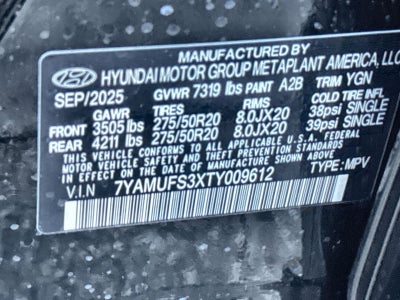 MANUFACTURED BY
HYUNDAI MOTOR GROUP METAPLANT AMERICA, LLC
SEP/2025 GVWR 7319 lbs PAINT A2B TRIM YGN
GAWR TIRES RIMS COLD TIRE INFL
FRONT 3505 lbs 275/50R20 8.0JX20 38psi SINGLE
REAR 4211 lbs 275/50R20 8.0JX20 39psi SINGLE
THIS VEHICLE CONFORMS TO ALL APPLICABLE U.S.A. FEDERAL
MOTOR VEHICLE SAFETY AND THEFT PREVENTION STANDARDS
IN EFFECT ON THE DATE OF MANUFACTURE SHOWN ABOVE.
V.I.N 7YAMUFS3XTY009612 TYPE: MPV